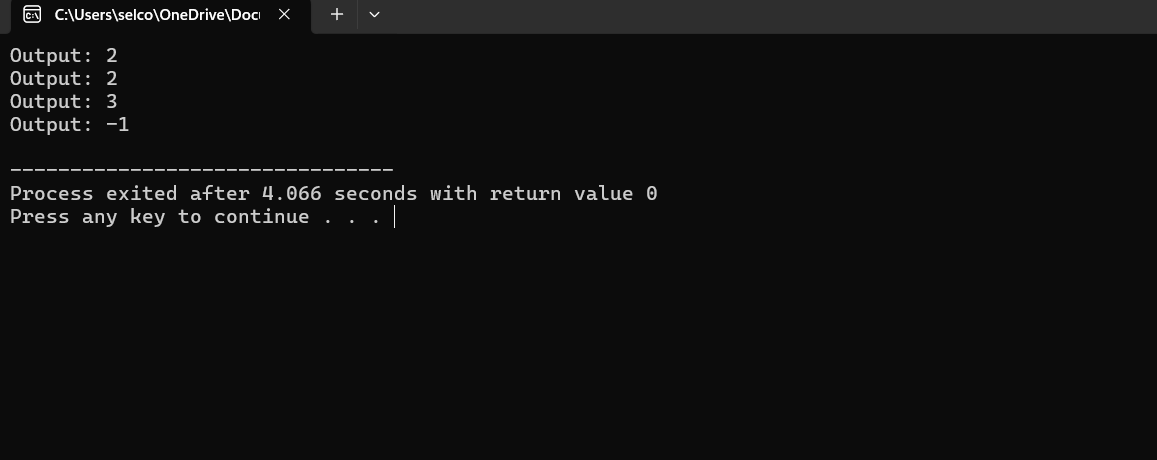 C:\Users\selco\OneDrive\Doc
Output: 2
Output: 2
Output: 3
Output: -1
--------------------------------
Process exited after 4.066 seconds with return value 0
Press any key to continue . . .